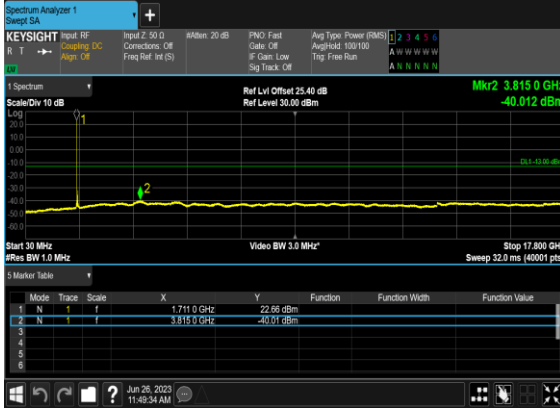 Spectrum Analyzer 1
Swept SA
+
KEYSIGHT Input: RF Input Z: 50 Ω #Atten: 20 dB PNO: Fast Avg Type: Power (RMS) 1 2 3 4 5 6
R T Coupling: DC Corrections: Off Gate: Off Avg|Hold: 100/100 A W W W W W
Align: Off Freq Ref: Int (S) IF Gain: Low Trig: Free Run
Sig Track: Off A N N N N N
1 Spectrum
Ref Lvl Offset 25.40 dB Mkr2 3.815 0 GHz
Scale/Div 10 dB Ref Level 30.00 dBm -40.012 dBm
Log
20.0
10.0
0.00
-10.0
-20.0
-30.0
-40.0
-50.0
-60.0
1
2
DL1 -13.00 dBm
Start 30 MHz Video BW 3.0 MHz* Stop 17.800 GHz
#Res BW 1.0 MHz Sweep 32.0 ms (40001 pts)
5 Marker Table
Mode Trace Scale X Y Function Function Width Function Value
1 N 1 f 1.711 0 GHz 22.66 dBm
2 N 1 f 3.815 0 GHz -40.01 dBm
3
4
5
6
? Jun 26, 2023
11:49:34 AM